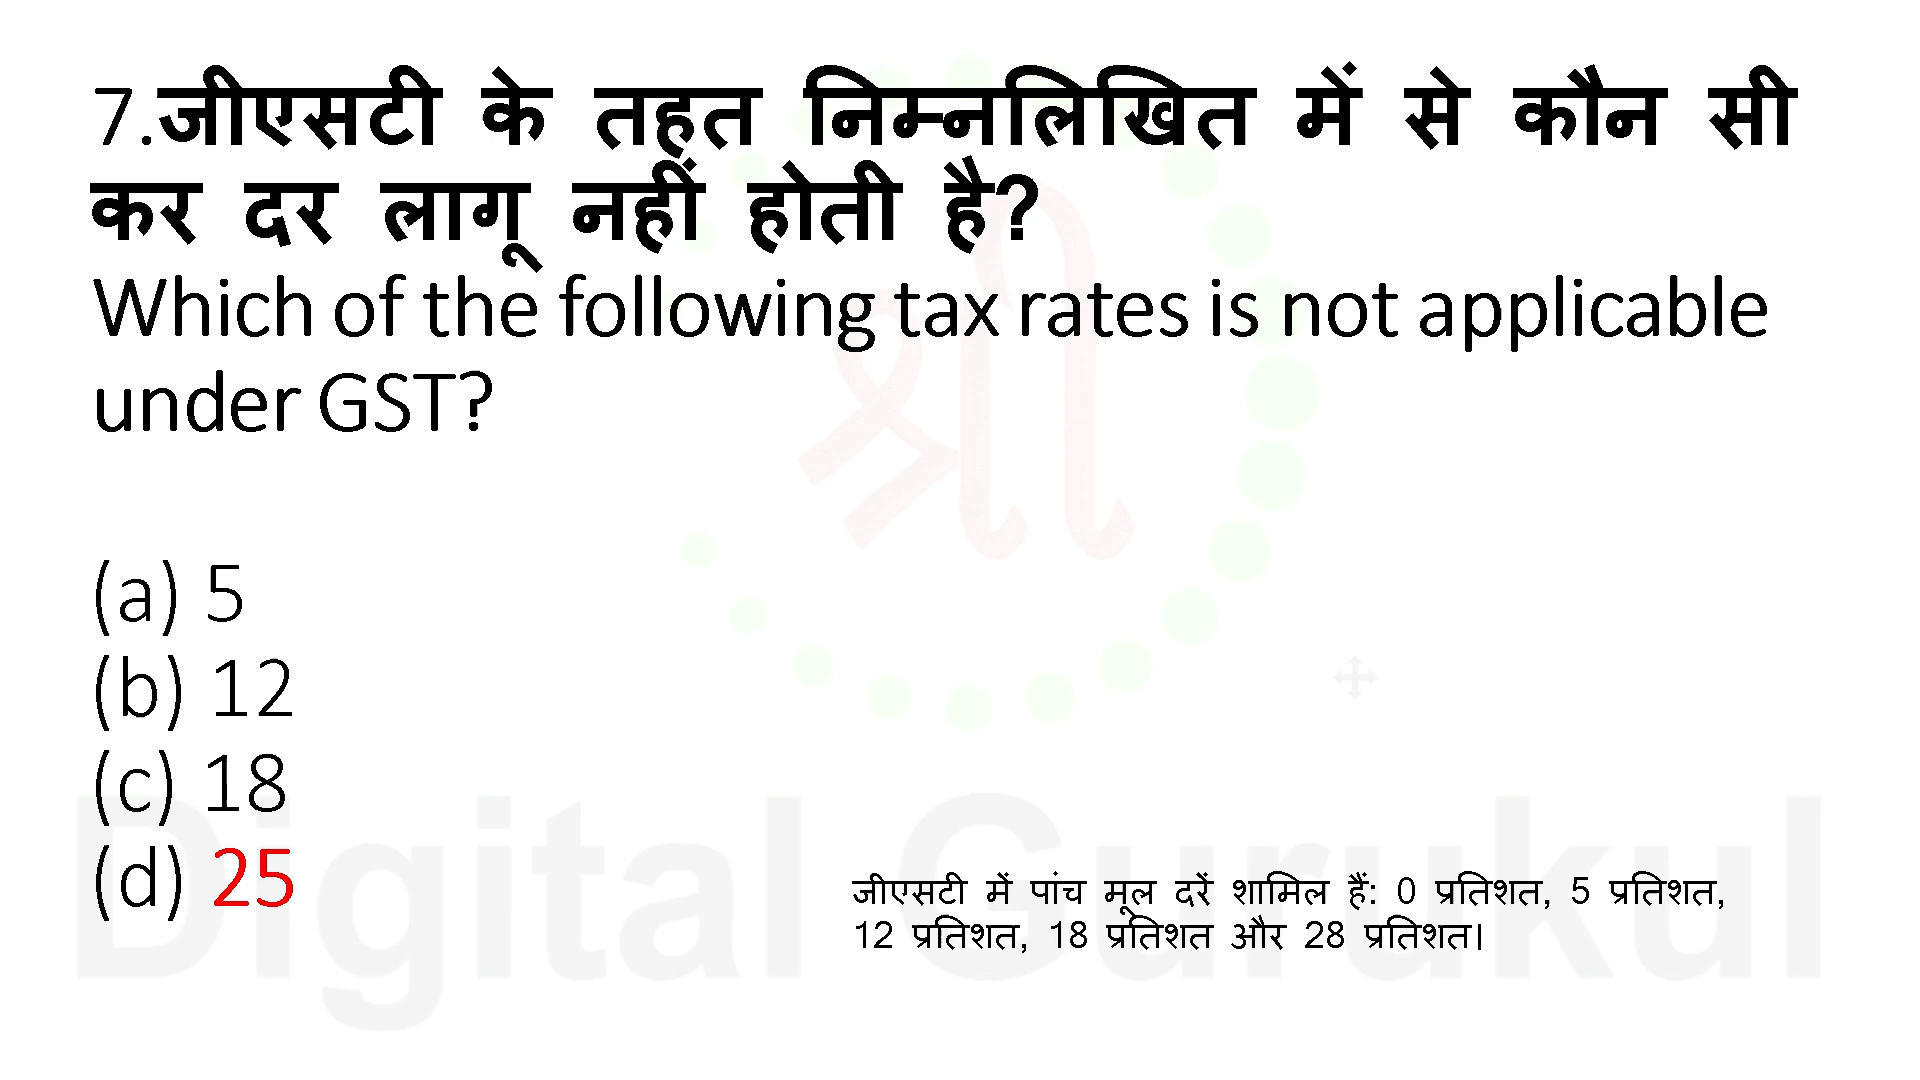 7.जीएसटी के तहत निम्नलिखित में से कौन सी
कर दर लागू नहीं होती है?
Which of the following tax rates is not applicable
under GST?
(a) 5
(b) 12
(c) 18
(d) 25
जीएसटी में पांच मूल दरें शामिल हैं: 0 प्रतिशत, 5 प्रतिशत,
12 प्रतिशत, 18 प्रतिशत और 28 प्रतिशत।
श्री
Digital Gurukul